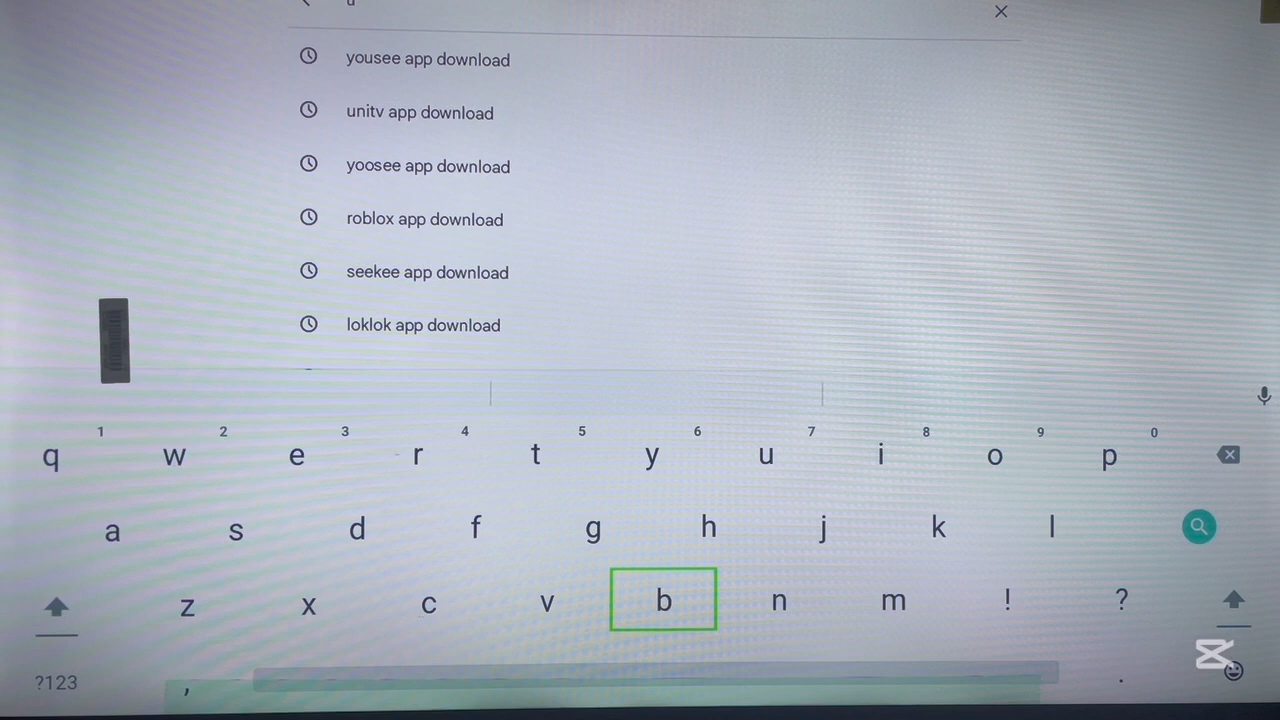 yousee app download
unitv app download
yoosee app download
roblox app download
seekee app download
loklok app download
1 2 3 4 5 6 7 8 9 0
q w e r t y u i o p
a s d f g h j k l
z x c v b n m ! ?
?123 , .